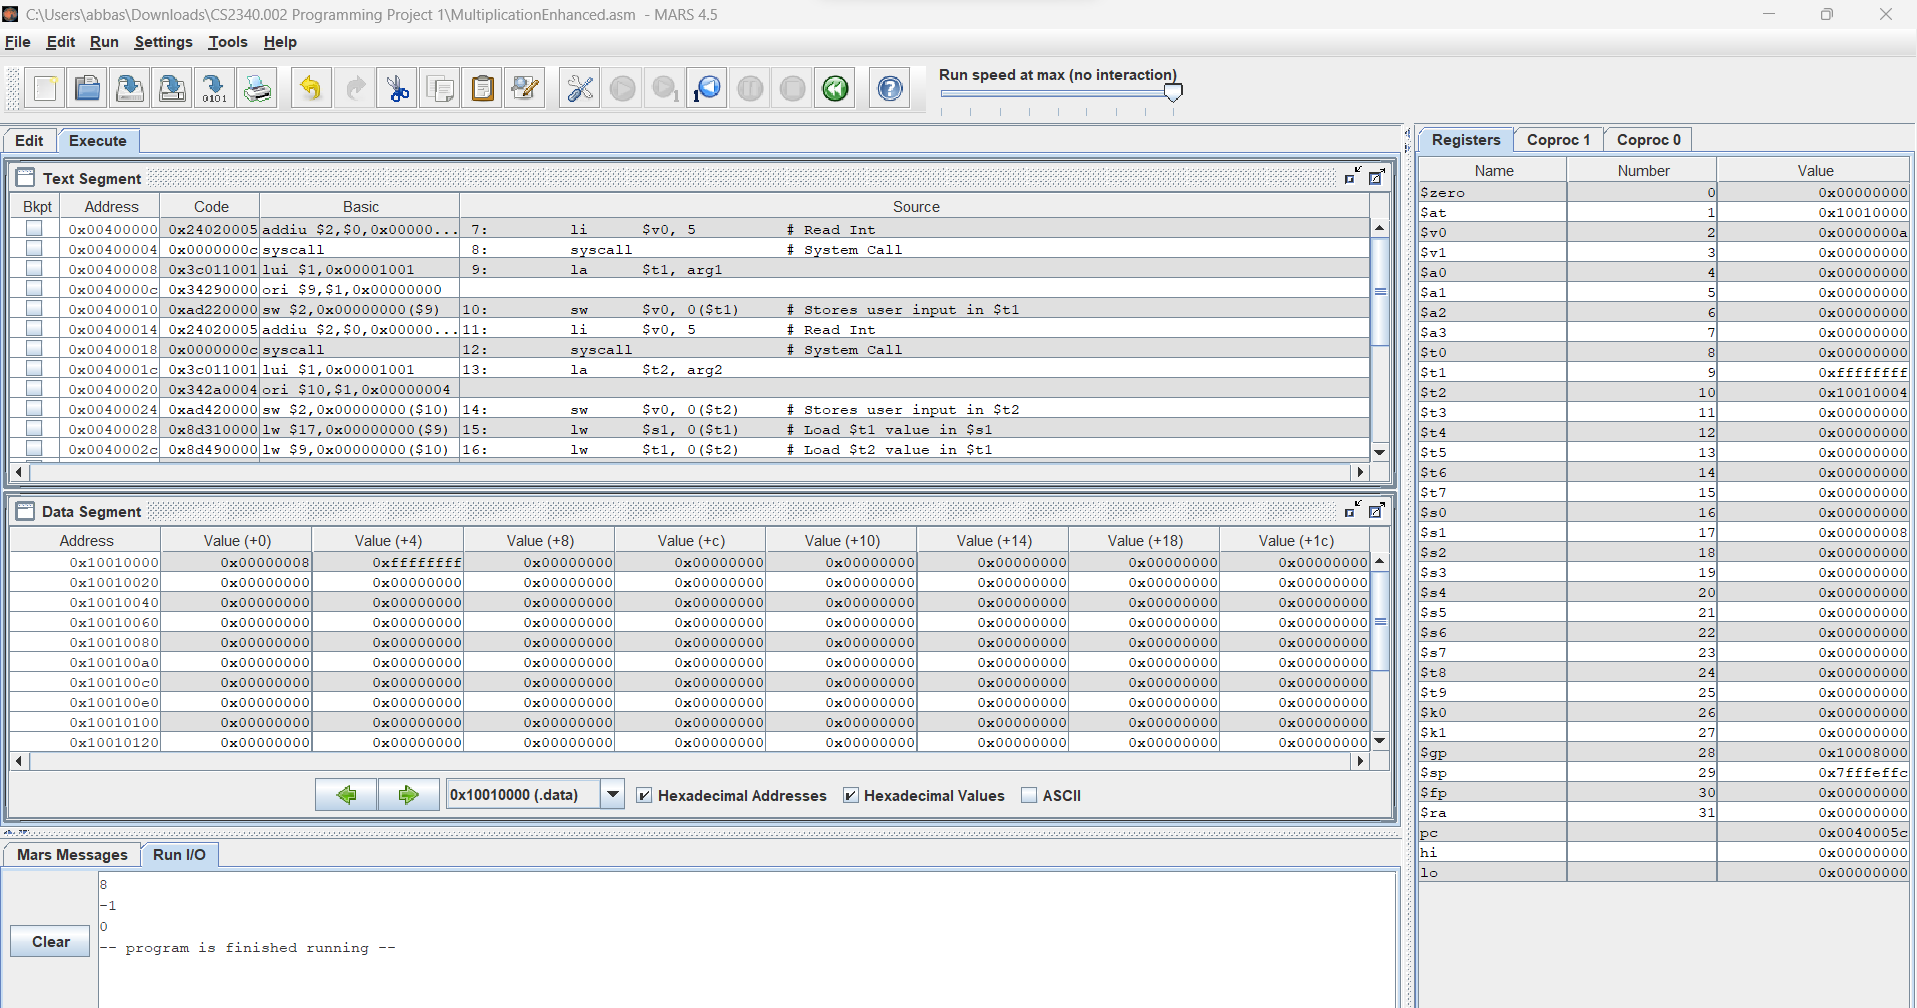 C:\Users\abbas\Downloads\CS2340.002 Programming Project 1\MultiplicationEnhanced.asm - MARS 4.5
File Edit Run Settings Tools Help
Run speed at max (no interaction)
Edit Execute
Text Segment
Bkpt Address Code Basic Source
0x00400000 0x24020005 addiu $2,$0,0x00000... 7: li $v0, 5 # Read Int
0x00400004 0x0000000c syscall 8: syscall # System Call
0x00400008 0x3c011001 lui $1,0x00001001 9: la $t1, arg1
0x0040000c 0x34290000 ori $9,$1,0x00000000
0x00400010 0xad220000 sw $2,0x00000000($9) 10: sw $v0, 0($t1) # Stores user input in $t1
0x00400014 0x24020005 addiu $2,$0,0x00000... 11: li $v0, 5 # Read Int
0x00400018 0x0000000c syscall 12: syscall # System Call
0x0040001c 0x3c011001 lui $1,0x00001001 13: la $t2, arg2
0x00400020 0x342a0004 ori $10,$1,0x00000004
0x00400024 0xad420000 sw $2,0x00000000($10) 14: sw $v0, 0($t2) # Stores user input in $t2
0x00400028 0x8d310000 lw $17,0x00000000($9) 15: lw $s1, 0($t1) # Load $t1 value in $s1
0x0040002c 0x8d490000 lw $9,0x00000000($10) 16: lw $t1, 0($t2) # Load $t2 value in $t1
Data Segment
Address Value (+0) Value (+4) Value (+8) Value (+c) Value (+10) Value (+14) Value (+18) Value (+1c)
0x10010000 0x00000008 0xffffffff 0x00000000 0x00000000 0x00000000 0x00000000 0x00000000 0x00000000
0x10010020 0x00000000 0x00000000 0x00000000 0x00000000 0x00000000 0x00000000 0x00000000 0x00000000
0x10010040 0x00000000 0x00000000 0x00000000 0x00000000 0x00000000 0x00000000 0x00000000 0x00000000
0x10010060 0x00000000 0x00000000 0x00000000 0x00000000 0x00000000 0x00000000 0x00000000 0x00000000
0x10010080 0x00000000 0x00000000 0x00000000 0x00000000 0x00000000 0x00000000 0x00000000 0x00000000
0x100100a0 0x00000000 0x00000000 0x00000000 0x00000000 0x00000000 0x00000000 0x00000000 0x00000000
0x100100c0 0x00000000 0x00000000 0x00000000 0x00000000 0x00000000 0x00000000 0x00000000 0x00000000
0x100100e0 0x00000000 0x00000000 0x00000000 0x00000000 0x00000000 0x00000000 0x00000000 0x00000000
0x10010100 0x00000000 0x00000000 0x00000000 0x00000000 0x00000000 0x00000000 0x00000000 0x00000000
0x10010120 0x00000000 0x00000000 0x00000000 0x00000000 0x00000000 0x00000000 0x00000000 0x00000000
0x10010000 (.data) Hexadecimal Addresses Hexadecimal Values ASCII
Mars Messages Run I/O
Clear
8
-1
0
-- program is finished running --
Registers Coproc 1 Coproc 0
Name Number Value
$zero 0 0x00000000
$at 1 0x10010000
$v0 2 0x0000000a
$v1 3 0x00000000
$a0 4 0x00000000
$a1 5 0x00000000
$a2 6 0x00000000
$a3 7 0x00000000
$t0 8 0x00000000
$t1 9 0xffffffff
$t2 10 0x10010004
$t3 11 0x00000000
$t4 12 0x00000000
$t5 13 0x00000000
$t6 14 0x00000000
$t7 15 0x00000000
$s0 16 0x00000000
$s1 17 0x00000008
$s2 18 0x00000000
$s3 19 0x00000000
$s4 20 0x00000000
$s5 21 0x00000000
$s6 22 0x00000000
$s7 23 0x00000000
$t8 24 0x00000000
$t9 25 0x00000000
$k0 26 0x00000000
$k1 27 0x00000000
$gp 28 0x10008000
$sp 29 0x7fffeffc
$fp 30 0x00000000
$ra 31 0x00000000
pc 0x0040005c
hi 0x00000000
lo 0x00000000